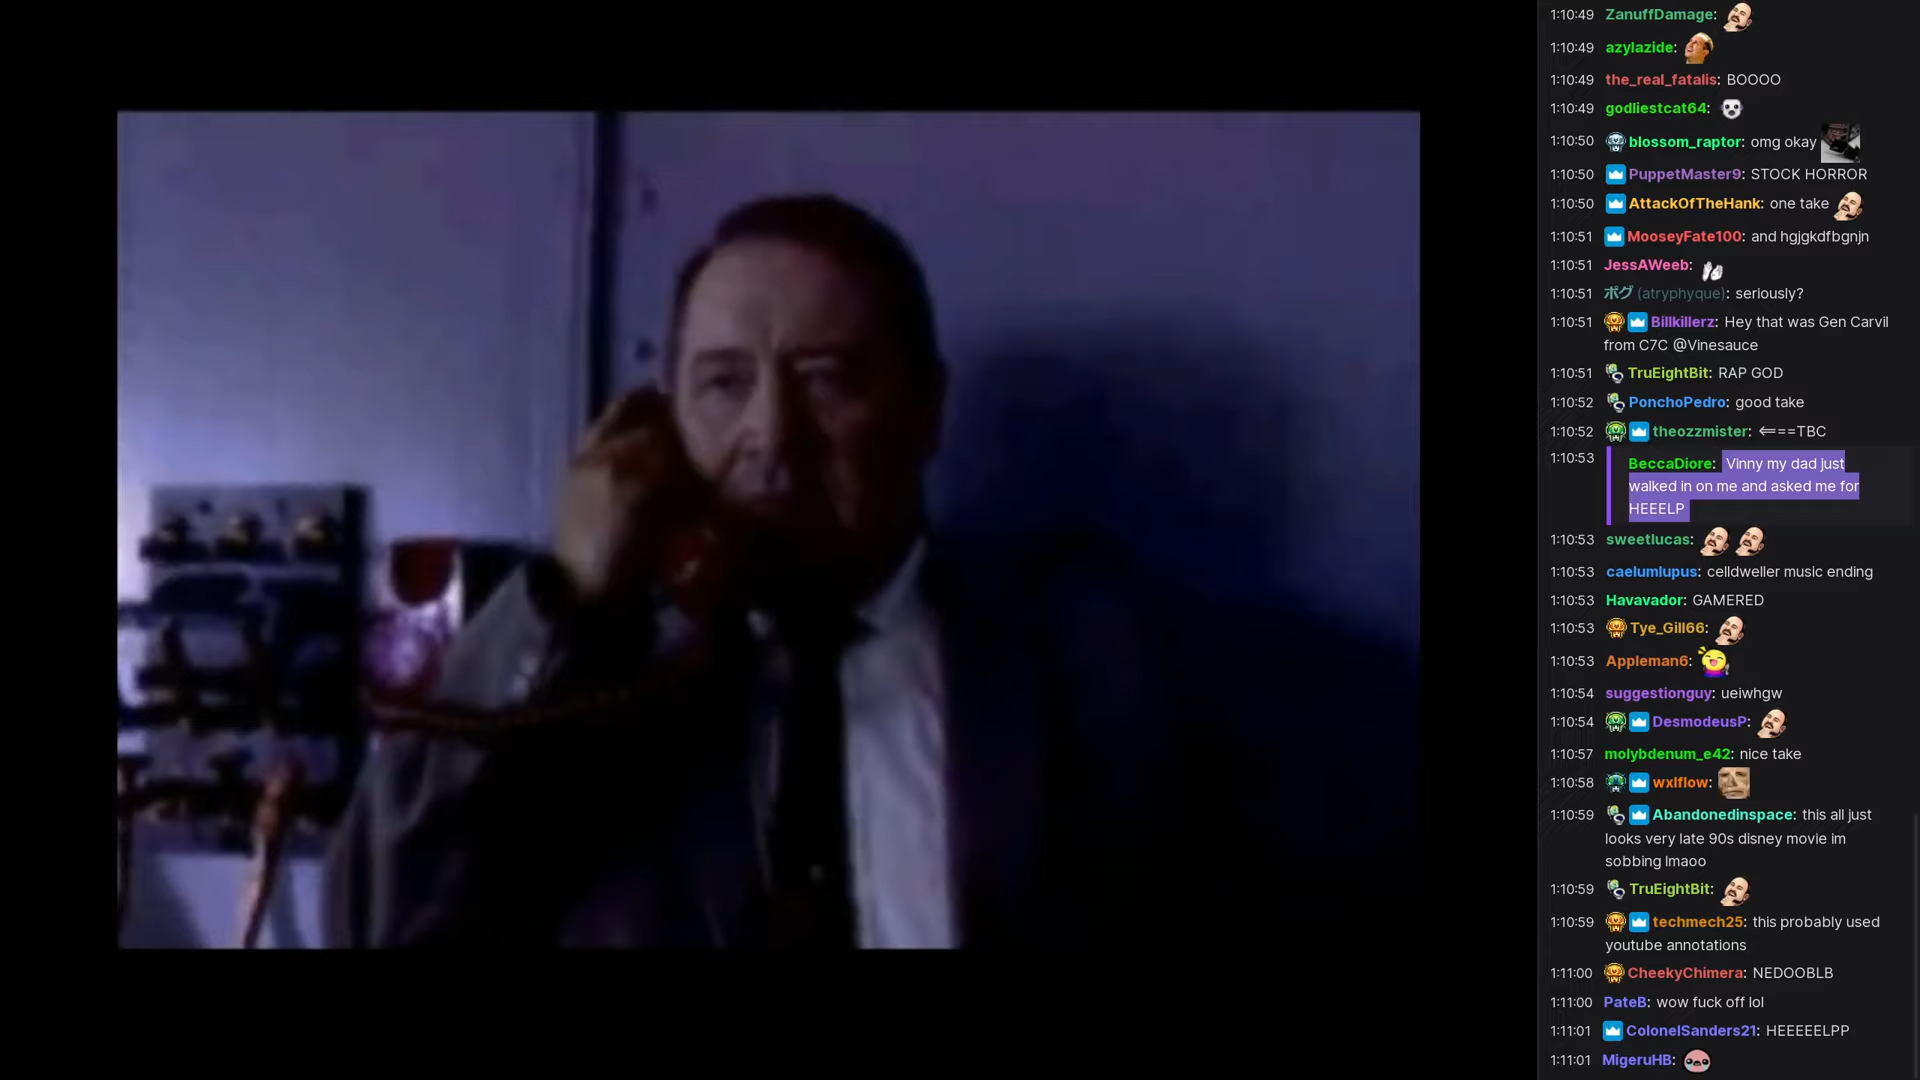 1:10:49 ZanuffDamage:
1:10:49 azylazide:
1:10:49 the_real_fatalis: BOOOO
1:10:49 godliestcat64:
1:10:50 blossom_raptor: omg okay
1:10:50 PuppetMaster9: STOCK HORROR
1:10:50 AttackOfTheHank: one take
1:10:51 MooseyFate100: and hgjgkdfbgnjn
1:10:51 JessAWeeb:
1:10:51 ポグ (atryphyque): seriously?
1:10:51 Billkillerz: Hey that was Gen Carvil
from C7C @Vinesauce
1:10:51 TruEightBit: RAP GOD
1:10:52 PonchoPedro: good take
1:10:52 theozzmister: <====TBC
1:10:53 BeccaDiore: Vinny my dad just
walked in on me and asked me for
HEEELP
1:10:53 sweetlucas:
1:10:53 caelumlupus: celldweller music ending
1:10:53 Havavador: GAMERED
1:10:53 Tye_Gill66:
1:10:53 Appleman6:
1:10:54 suggestionguy: ueiwhgw
1:10:54 DesmodeusP:
1:10:57 molybdenum_e42: nice take
1:10:58 wxlflow:
1:10:59 Abandonedinspace: this all just
looks very late 90s disney movie im
sobbing lmaoo
1:10:59 TruEightBit:
1:10:59 techmech25: this probably used
youtube annotations
1:11:00 CheekyChimera: NEDOOBLB
1:11:00 PateB: wow fuck off lol
1:11:01 ColonelSanders21: HEEEEELPP
1:11:01 MigeruHB: